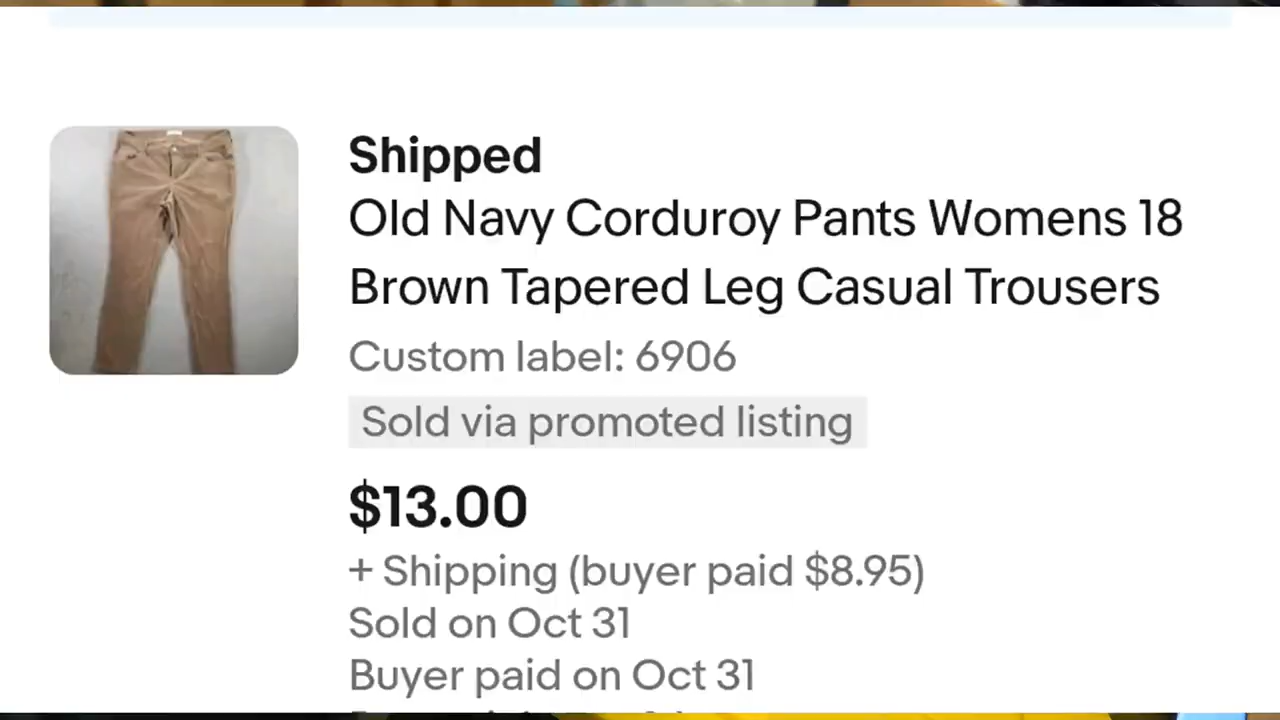 Shipped
Old Navy Corduroy Pants Womens 18
Brown Tapered Leg Casual Trousers
Custom label: 6906
Sold via promoted listing
$13.00
+ Shipping (buyer paid $8.95)
Sold on Oct 31
Buyer paid on Oct 31